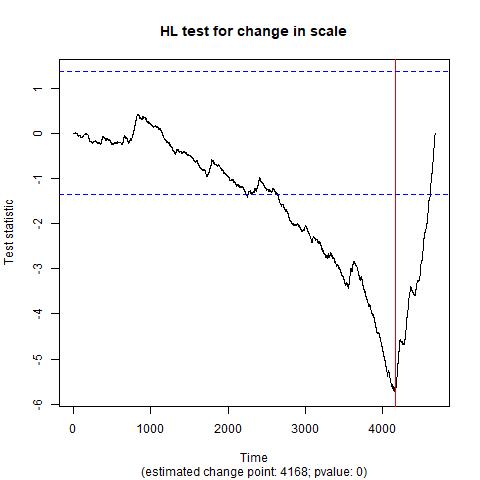 HL test for change in scale
Test statistic
1
0
-1
-2
-3
-4
-5
-6
0 1000 2000 3000 4000
Time
(estimated change point: 4168; pvalue: 0)